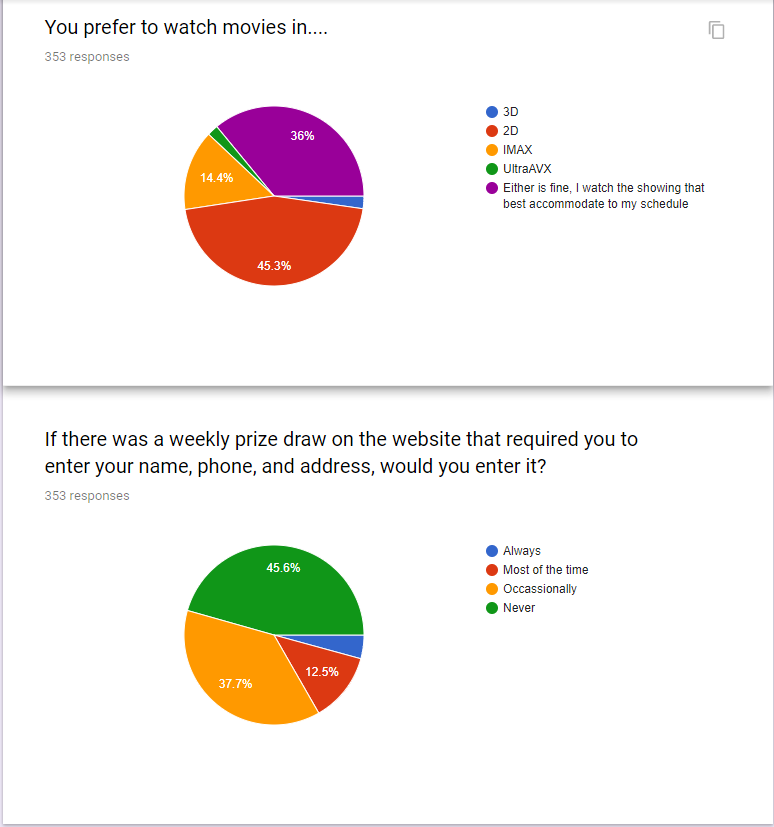 You prefer to watch movies in....
353 responses
36%
14.4%
45.3%
3D
2D
IMAX
UltraAVX
Either is fine, I watch the showing that
best accommodate to my schedule
If there was a weekly prize draw on the website that required you to
enter your name, phone, and address, would you enter it?
353 responses
45.6%
12.5%
37.7%
Always
Most of the time
Occassionally
Never